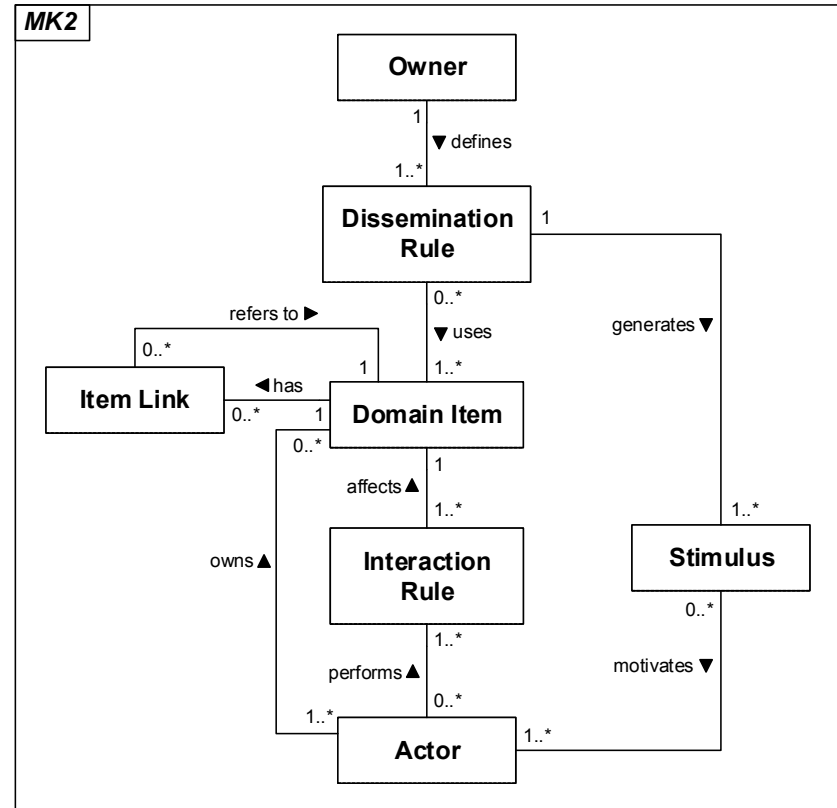 MK2
Owner
1
▼ defines
1..*
Dissemination
Rule
1
0..*
refers to ►
▼ uses
generates ▼
0..*
1
1..*
◄ has
Item Link
0..*
1
Domain Item
0..*
1
affects ▲
1..*
1..*
owns ▲
Interaction
Rule
Stimulus
1..*
0..*
performs ▲
motivates ▼
1..*
0..*
Actor
1..*